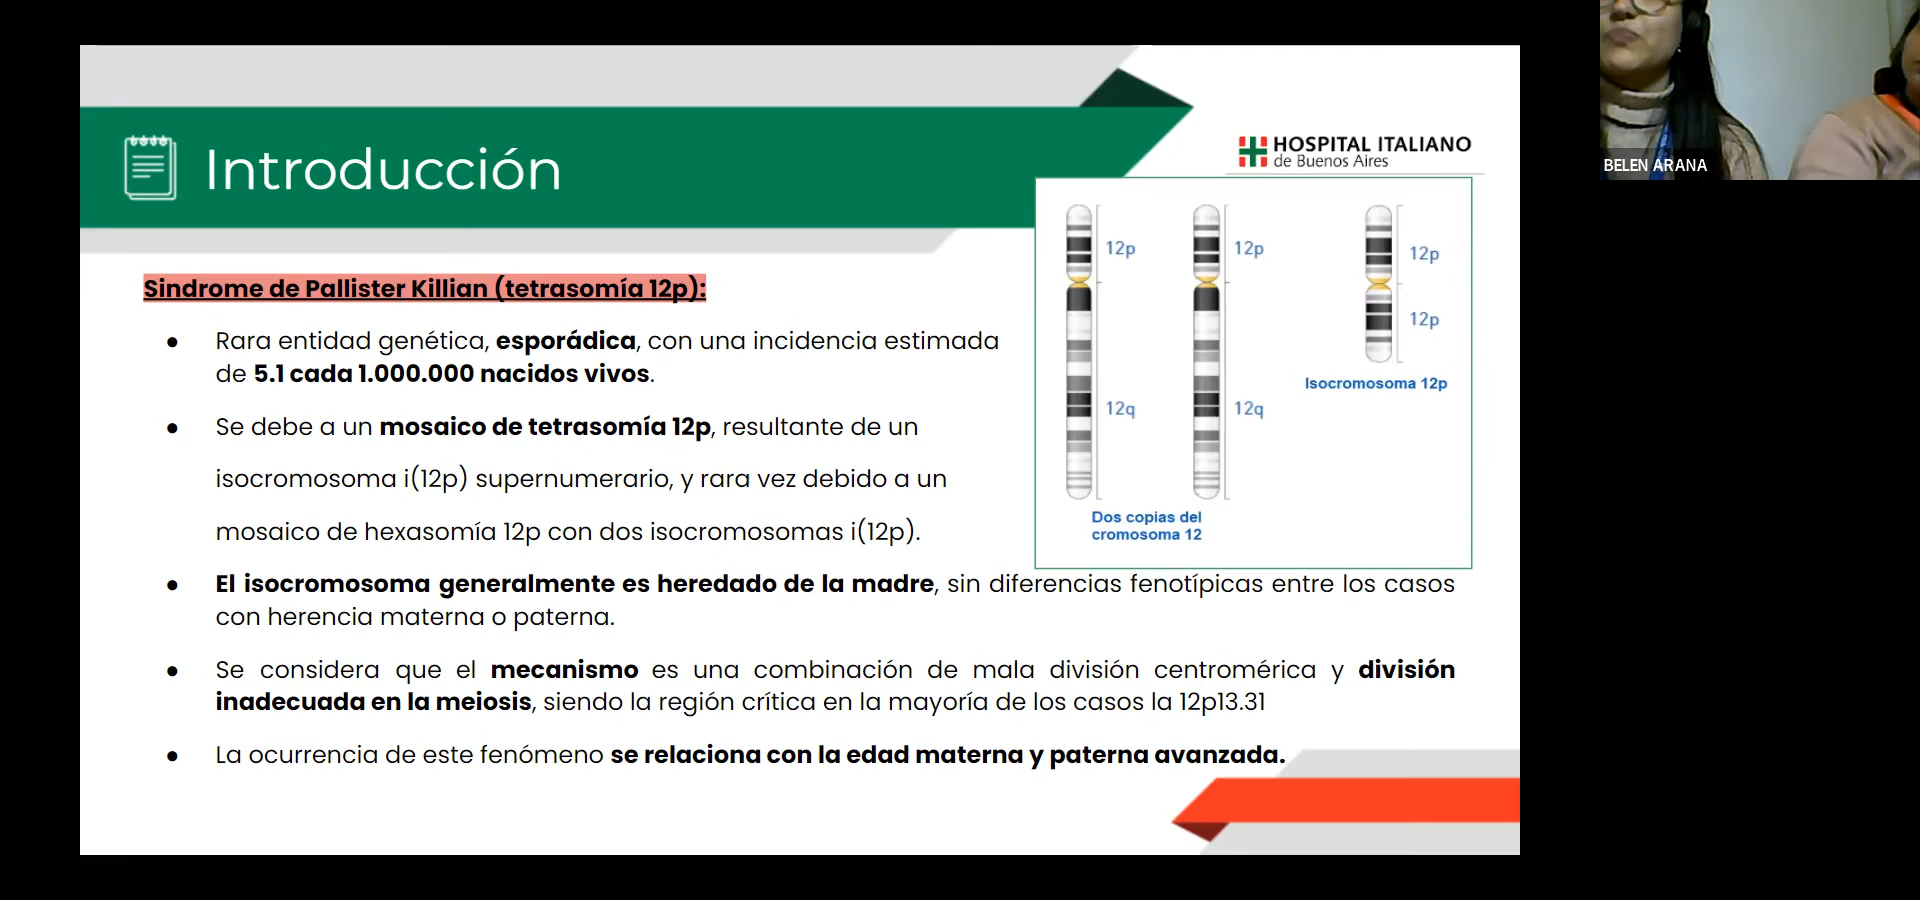 Introducción
HOSPITAL ITALIANO
de Buenos Aires
BELEN ARANA
Sindrome de Pallister Killian (tetrasomía 12p):
● Rara entidad genética, esporádica, con una incidencia estimada
de 5.1 cada 1.000.000 nacidos vivos.
● Se debe a un mosaico de tetrasomía 12p, resultante de un
isocromosoma i(12p) supernumerario, y rara vez debido a un
mosaico de hexasomía 12p con dos isocromosomas i(12p).
● El isocromosoma generalmente es heredado de la madre, sin diferencias fenotípicas entre los casos
con herencia materna o paterna.
● Se considera que el mecanismo es una combinación de mala división centromérica y división
inadecuada en la meiosis, siendo la región crítica en la mayoría de los casos la 12p13.31
● La ocurrencia de este fenómeno se relaciona con la edad materna y paterna avanzada.
12p
12p
12p
12p
Isocromosoma 12p
12q
12q
Dos copias del
cromosoma 12